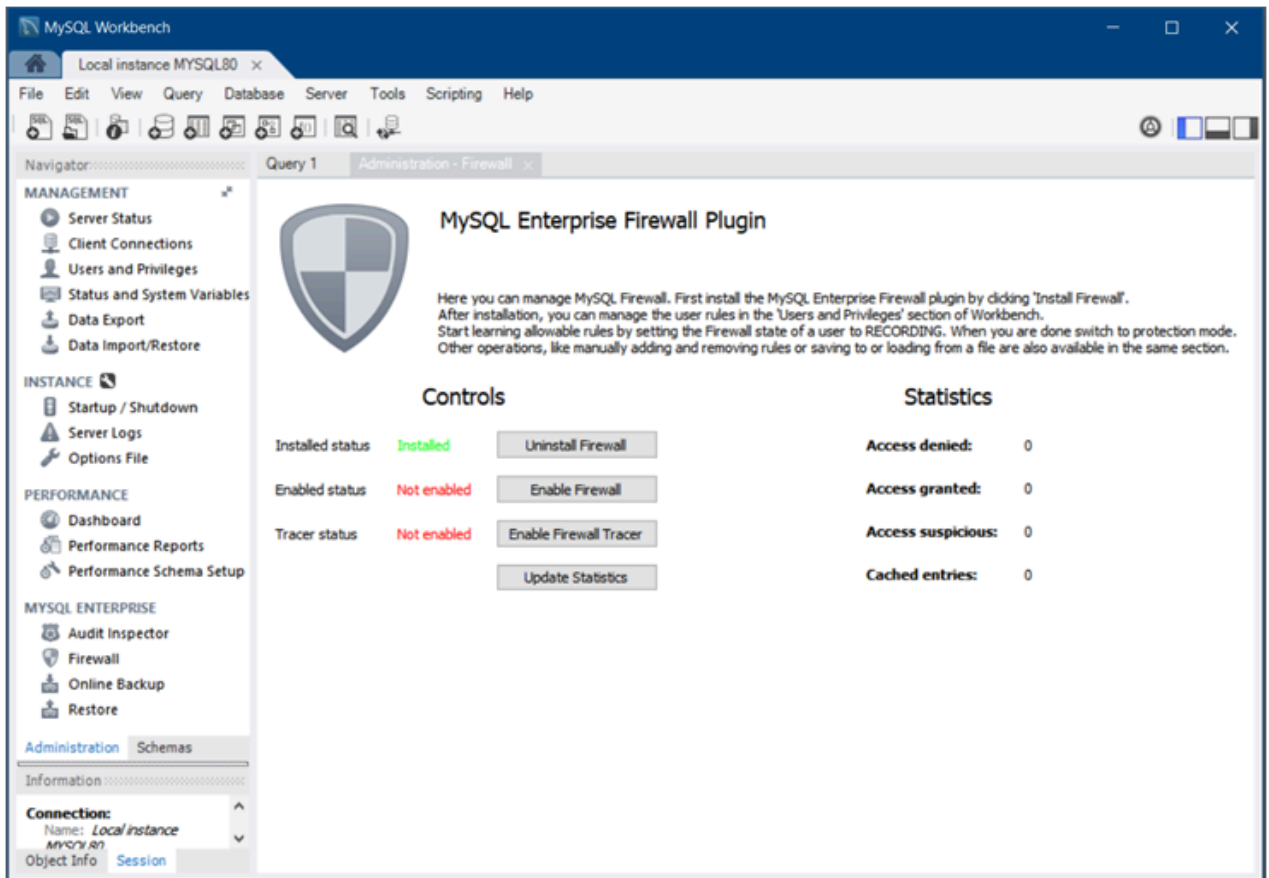 MySQL Workbench
Local instance MYSQL80
File Edit View Query Database Server Tools Scripting Help
Navigator
Query 1 Administration - Firewall
MANAGEMENT
Server Status
Client Connections
Users and Privileges
Status and System Variables
Data Export
Data Import/Restore
INSTANCE
Startup / Shutdown
Server Logs
Options File
PERFORMANCE
Dashboard
Performance Reports
Performance Schema Setup
MYSQL ENTERPRISE
Audit Inspector
Firewall
Online Backup
Restore
Administration Schemas
Information
Connection:
Name: Local instance
MYSQL80
Object Info Session
MySQL Enterprise Firewall Plugin
Here you can manage MySQL Firewall. First install the MySQL Enterprise Firewall plugin by clicking 'Install Firewall'.
After installation, you can manage the user rules in the 'Users and Privileges' section of Workbench.
Start learning allowable rules by setting the Firewall state of a user to RECORDING. When you are done switch to protection mode.
Other operations, like manually adding and removing rules or saving to or loading from a file are also available in the same section.
Controls
Installed status Installed Uninstall Firewall
Enabled status Not enabled Enable Firewall
Tracer status Not enabled Enable Firewall Tracer
Update Statistics
Statistics
Access denied: 0
Access granted: 0
Access suspicious: 0
Cached entries: 0